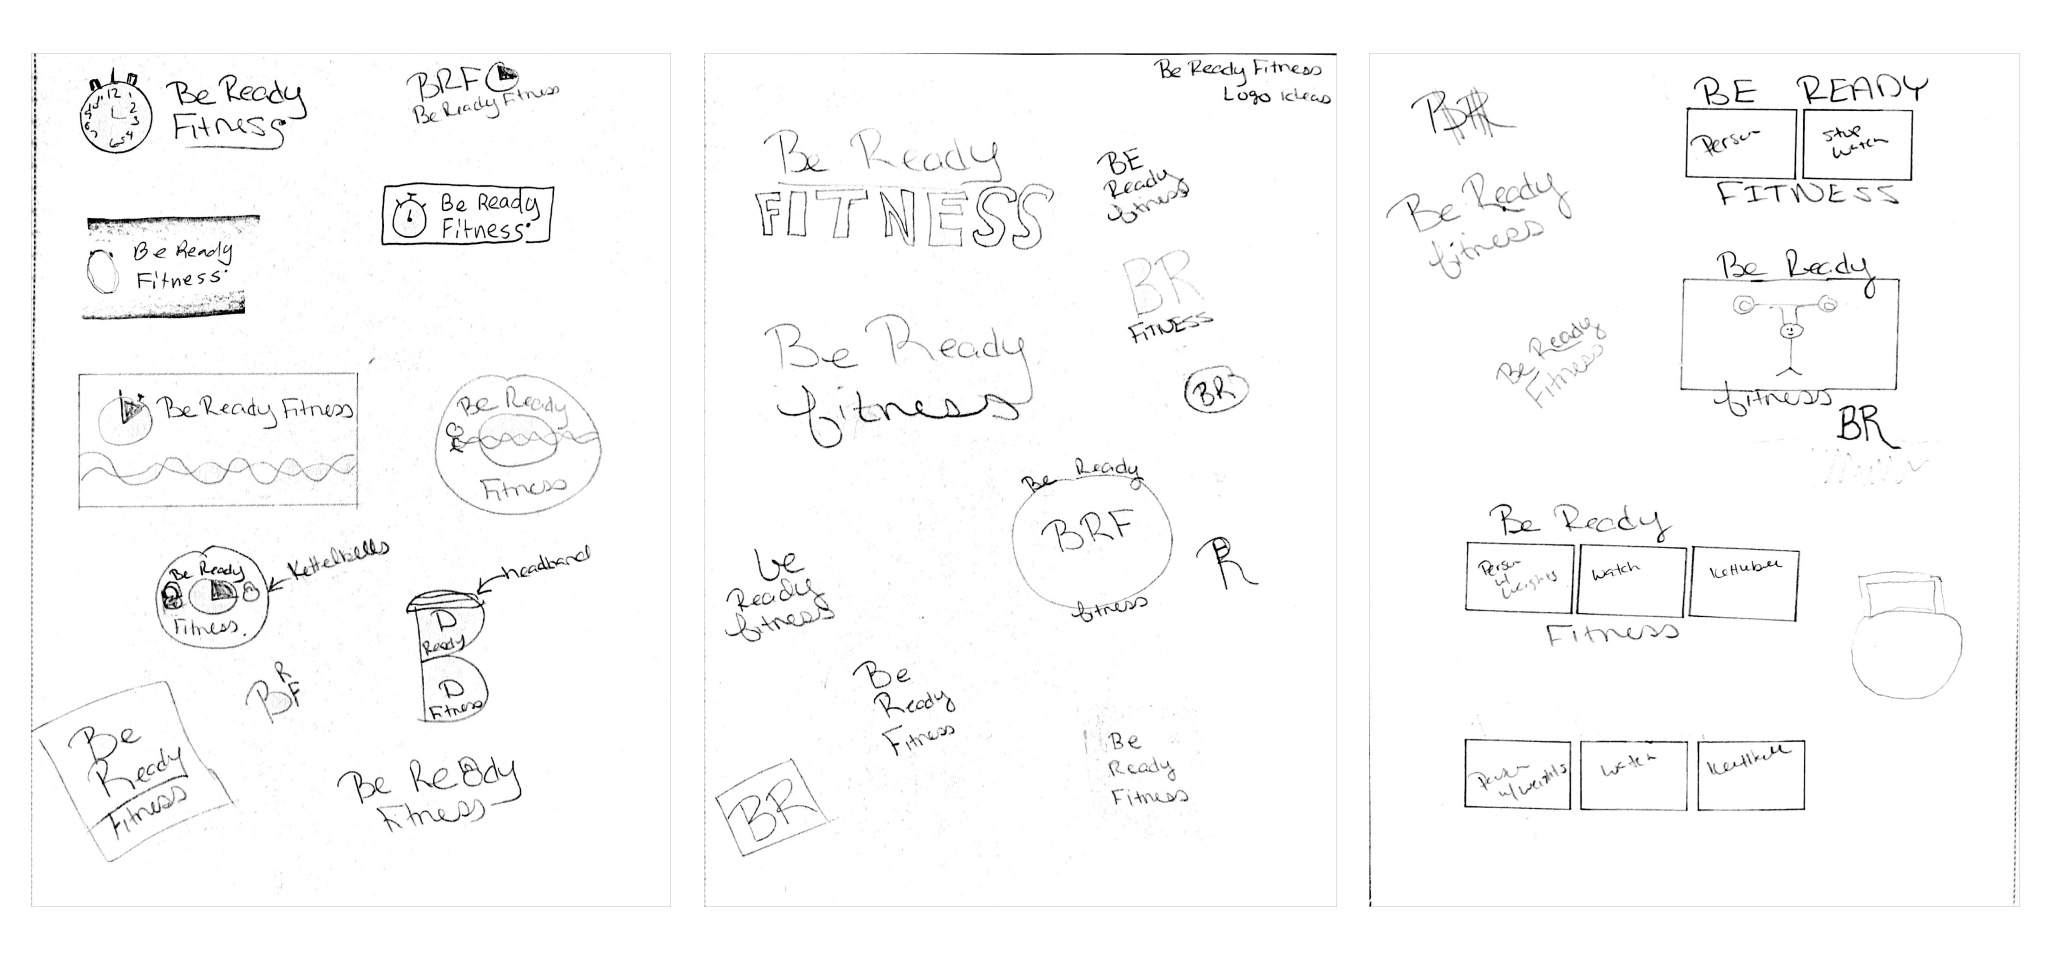 12
1
2
3
4
5
6
7
Be Ready
Fitness
BRF
Be Ready Fitness
Be Ready
Fitness
Be Ready
Fitness
Be Ready Fitness
Be Ready
Fitness
Be Ready
Fitness
Kettelbells
headband
D
Ready
D
Fitness
BRF
Be
Ready
Fitness
Be Ready
Fitness
Be Ready Fitness
Logo ideas
Be Ready
FITNESS
BE
Ready
fitness
BR
FITNESS
Be Ready
fitness
BR
Be Ready
BRF
fitness
be
Ready
fitness
R
Be
Ready
Fitness
Be
Ready
Fitness
BR
BE READY
Person
Stop
Watch
FITNESS
Be Ready
fitness
Be Ready
fitness
Be Ready
Fitness
BR
Be Ready
Person
w/
weights
watch
Kettlebell
Fitness
Person
w/weights
watch
Kettlbell